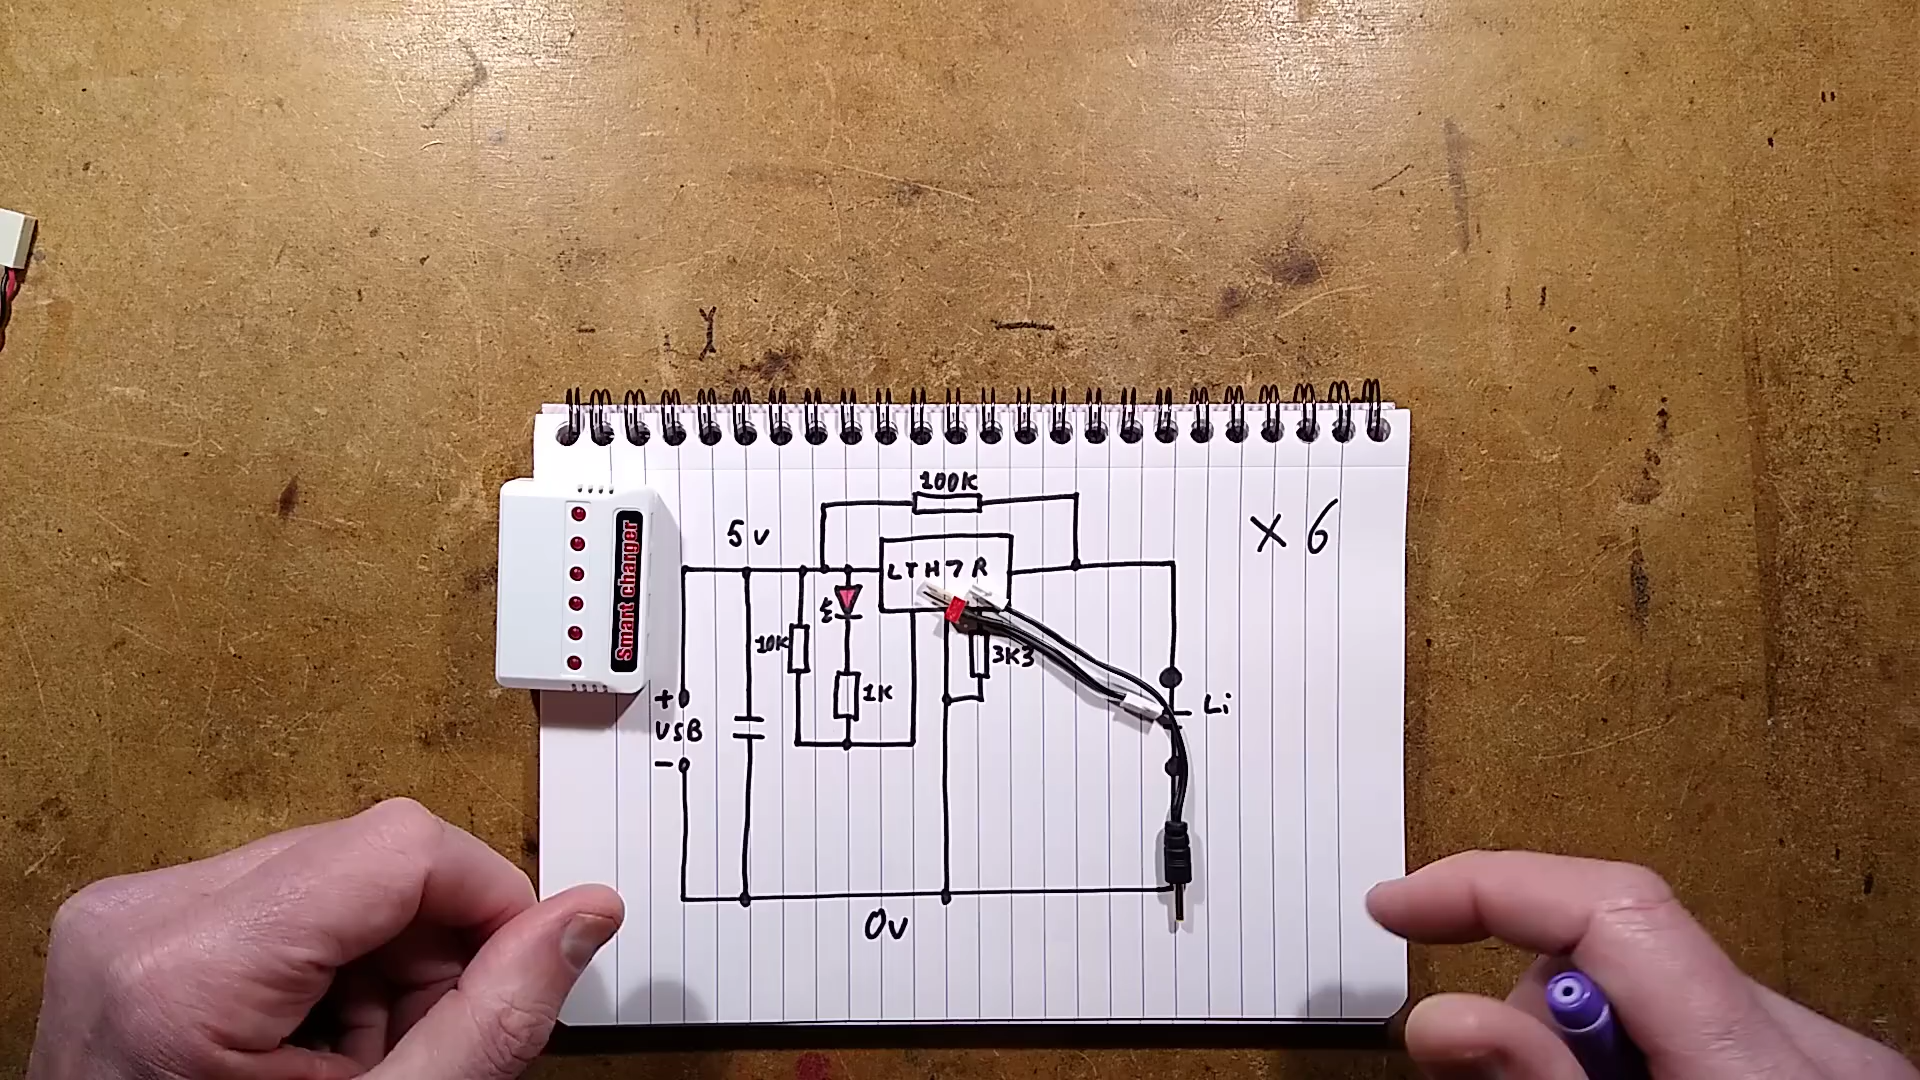 100K
5v
X 6
LTH7R
10K
3K3
1K
Li
+
USB
-
0v
Smart charger